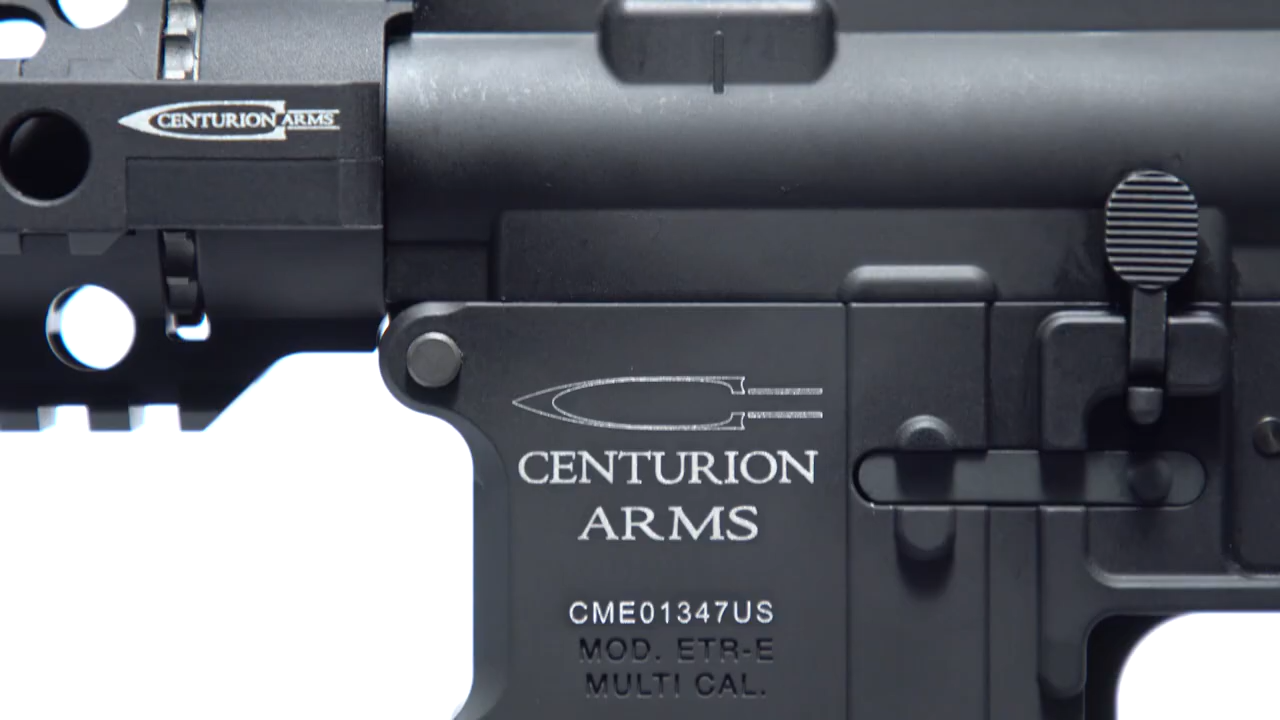 CENTURION ARMS
CENTURION
ARMS
CME01347US
MOD. ETR-E
MULTI CAL.